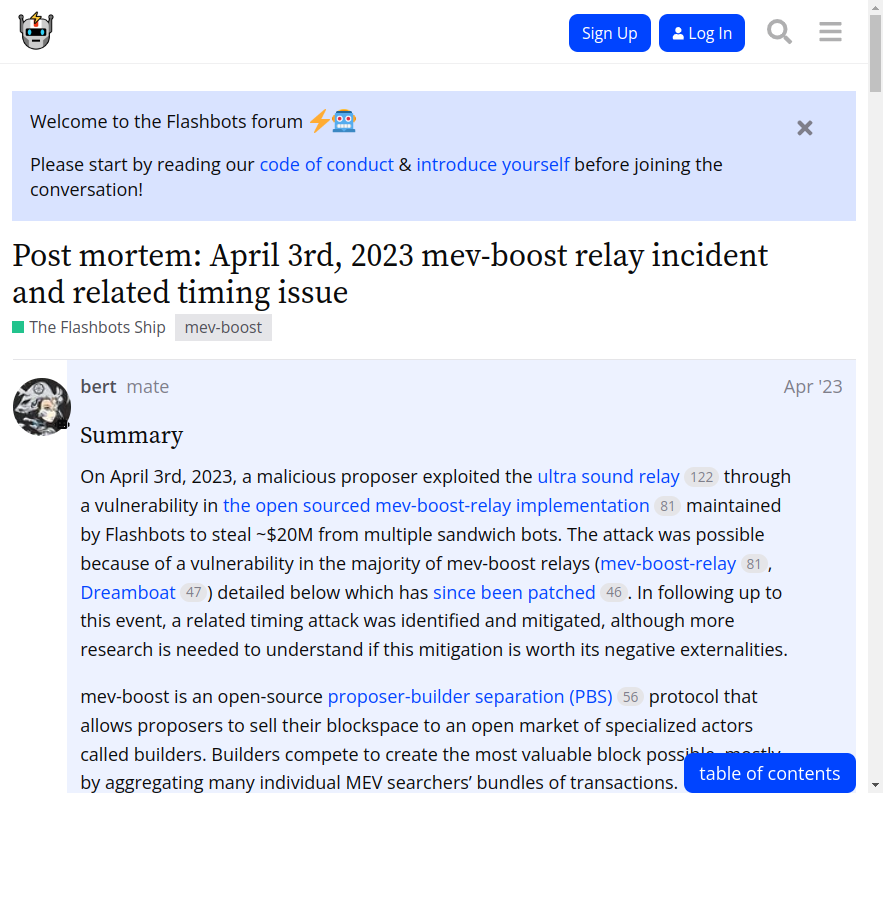 Sign Up
Log In
Welcome to the Flashbots forum
Please start by reading our code of conduct & introduce yourself before joining the
conversation!
Post mortem: April 3rd, 2023 mev-boost relay incident
and related timing issue
The Flashbots Ship mev-boost
bert mate Apr '23
Summary
On April 3rd, 2023, a malicious proposer exploited the ultra sound relay 122 through
a vulnerability in the open sourced mev-boost-relay implementation 81 maintained
by Flashbots to steal ~$20M from multiple sandwich bots. The attack was possible
because of a vulnerability in the majority of mev-boost relays (mev-boost-relay 81 ,
Dreamboat 47 ) detailed below which has since been patched 46 . In following up to
this event, a related timing attack was identified and mitigated, although more
research is needed to understand if this mitigation is worth its negative externalities.
mev-boost is an open-source proposer-builder separation (PBS) 56 protocol that
allows proposers to sell their blockspace to an open market of specialized actors
called builders. Builders compete to create the most valuable block possible, mostly
by aggregating many individual MEV searchers’ bundles of transactions.
table of contents